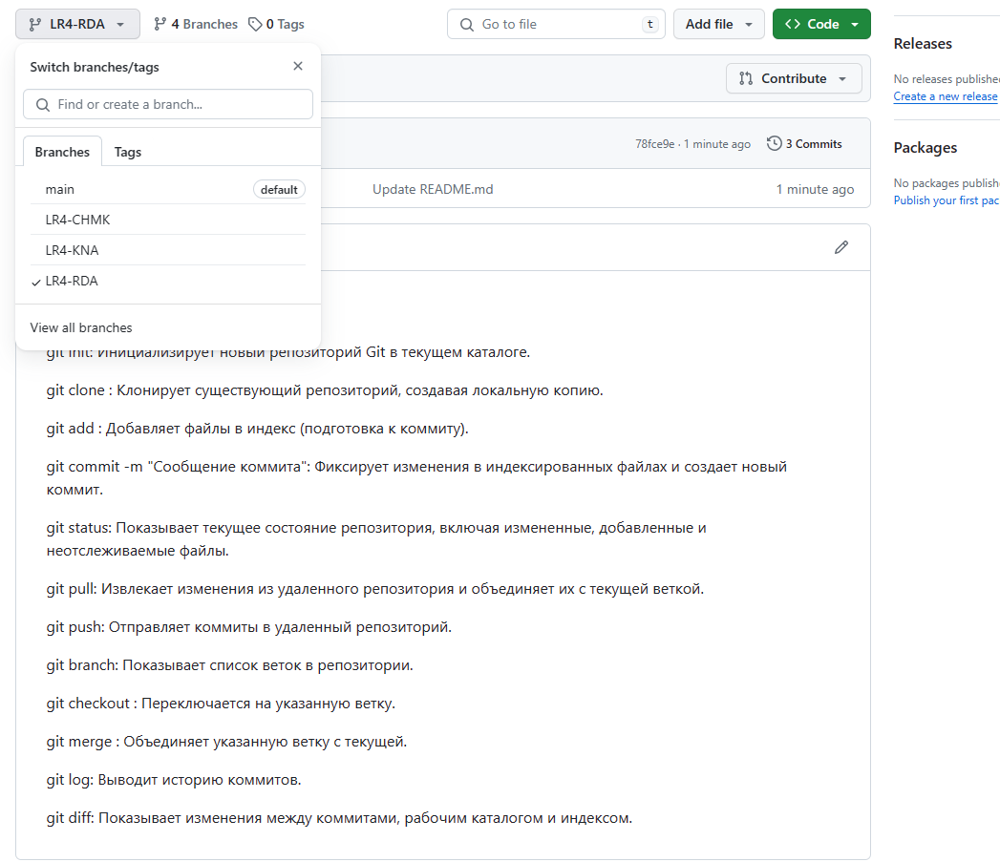 LR4-RDA
4 Branches
0 Tags
Go to file
t
Add file
Code
Switch branches/tags
Find or create a branch...
Branches
Tags
main
default
LR4-CHMK
LR4-KNA
LR4-RDA
View all branches
Contribute
78fce9e · 1 minute ago
3 Commits
Update README.md
1 minute ago
git init: Инициализирует новый репозиторий Git в текущем каталоге.
git clone : Клонирует существующий репозиторий, создавая локальную копию.
git add : Добавляет файлы в индекс (подготовка к коммиту).
git commit -m "Сообщение коммита": Фиксирует изменения в индексированных файлах и создает новый
коммит.
git status: Показывает текущее состояние репозитория, включая измененные, добавленные и
неотслеживаемые файлы.
git pull: Извлекает изменения из удаленного репозитория и объединяет их с текущей веткой.
git push: Отправляет коммиты в удаленный репозиторий.
git branch: Показывает список веток в репозитории.
git checkout : Переключается на указанную ветку.
git merge : Объединяет указанную ветку с текущей.
git log: Выводит историю коммитов.
git diff: Показывает изменения между коммитами, рабочим каталогом и индексом.
Releases
No releases publishe
Create a new release
Packages
No packages publish
Publish your first pac